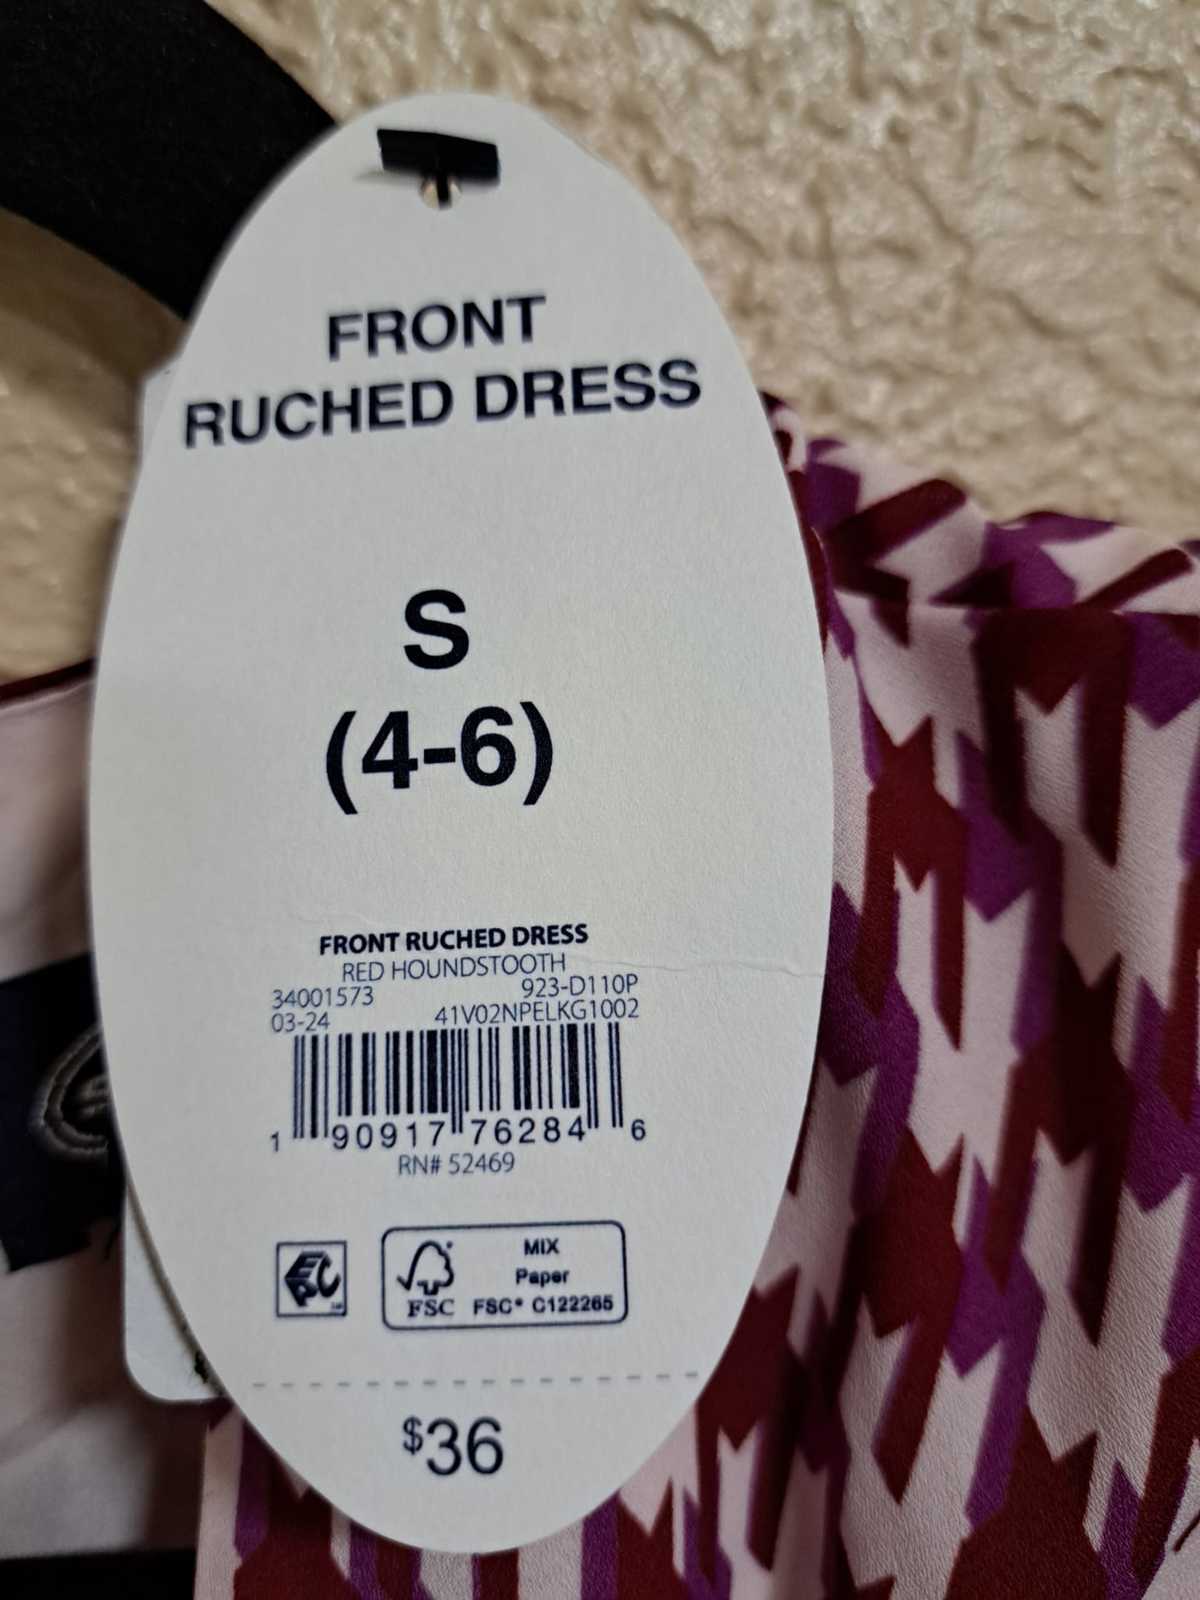 FRONT
RUCHED DRESS
S
(4-6)
FRONT RUCHED DRESS
RED HOUNDSTOOTH
34001573 923-D110P
03-24 41V02NPELKG1002
1 90917 76284 6
RN# 52469
EPC
FSC
MIX
Paper
FSC® C122265
$36